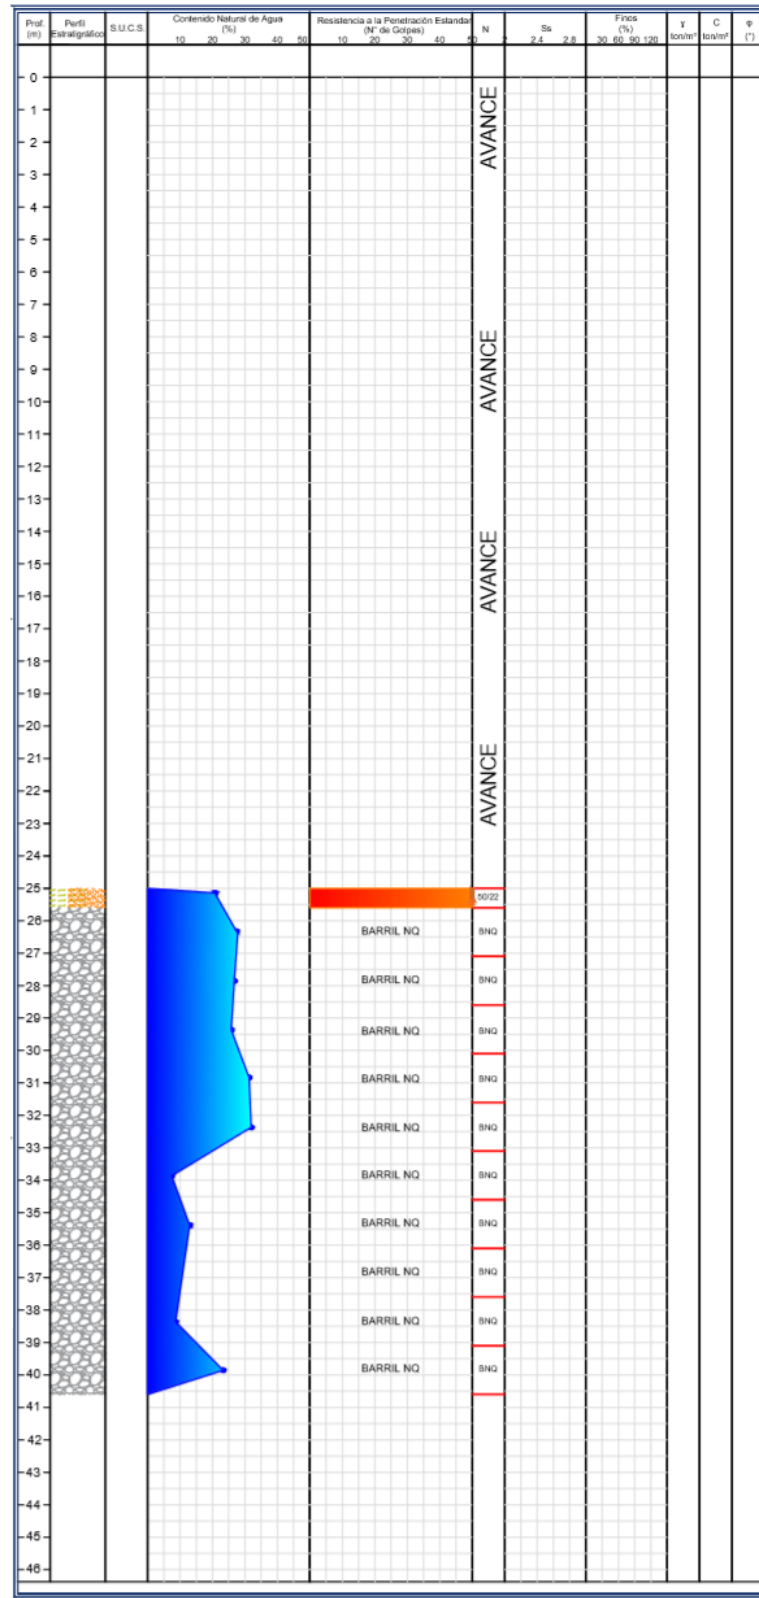 Prof. (m)
Perfil Estratigráfico
S.U.C.S.
Contenido Natural de Agua
(%)
10 20 30 40 50
Resistencia a la Penetración Estandar
(N° de Golpes)
10 20 30 40 50
N
Ss
2 2.4 2.8
Finos
(%)
30 60 90 120
γ
ton/m³
C
ton/m²
φ
(°)
0
1
AVANCE
2
3
4
5
6
7
8
9
AVANCE
10
11
12
13
14
15
AVANCE
16
17
18
19
20
21
22
AVANCE
23
24
25
50/22
26
BARRIL NQ BNQ
27
28
BARRIL NQ BNQ
29
BARRIL NQ BNQ
30
31
BARRIL NQ BNQ
32
BARRIL NQ BNQ
33
34
BARRIL NQ BNQ
35
BARRIL NQ BNQ
36
37
BARRIL NQ BNQ
38
BARRIL NQ BNQ
39
40
BARRIL NQ BNQ
41
42
43
44
45
46